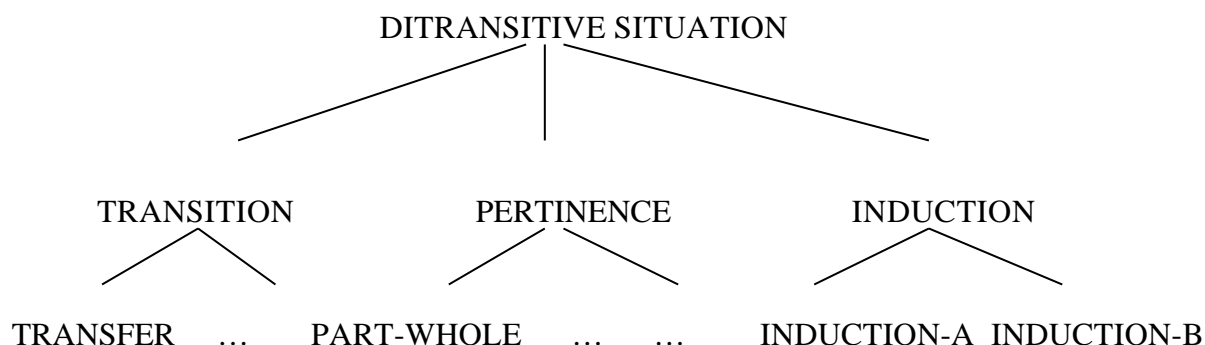 DITRANSITIVE SITUATION
TRANSITION PERTINENCE INDUCTION
TRANSFER … PART-WHOLE … … INDUCTION-A INDUCTION-B